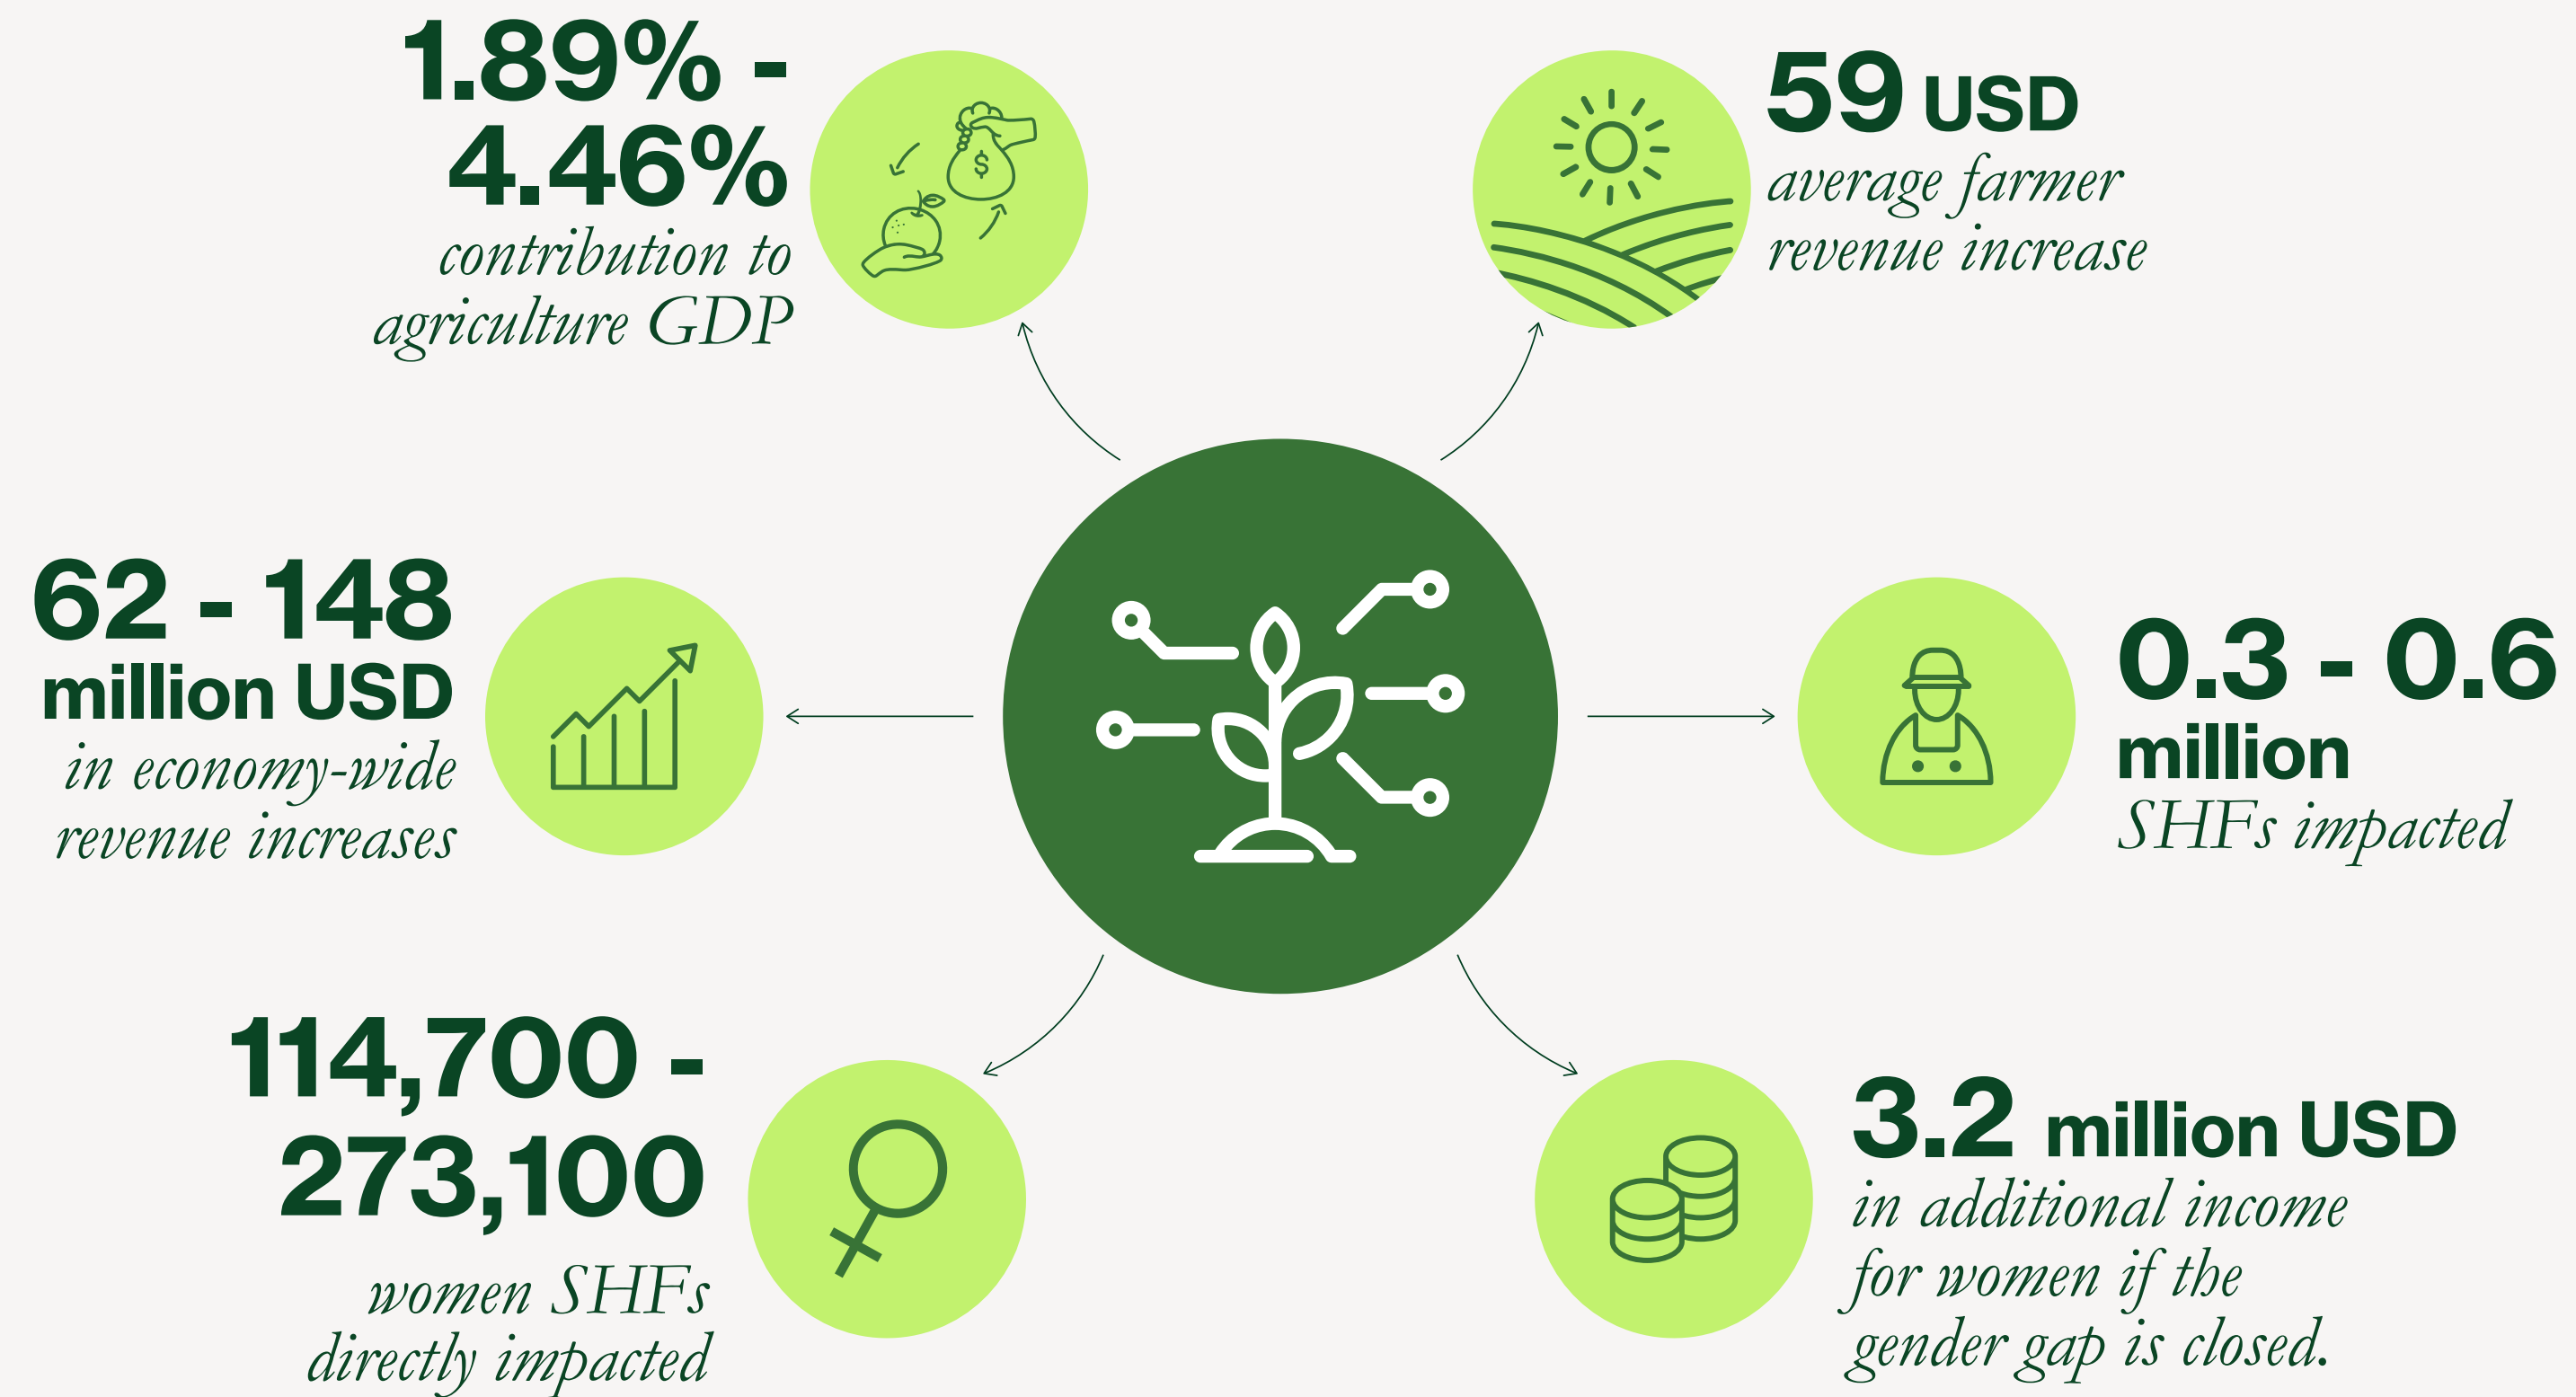 1.89% -
4.46%
contribution to
agriculture GDP
59 USD
average farmer
revenue increase
62 - 148
million USD
in economy-wide
revenue increases
0.3 - 0.6
million
SHFs impacted
114,700 -
273,100
women SHFs
directly impacted
3.2 million USD
in additional income
for women if the
gender gap is closed.
$